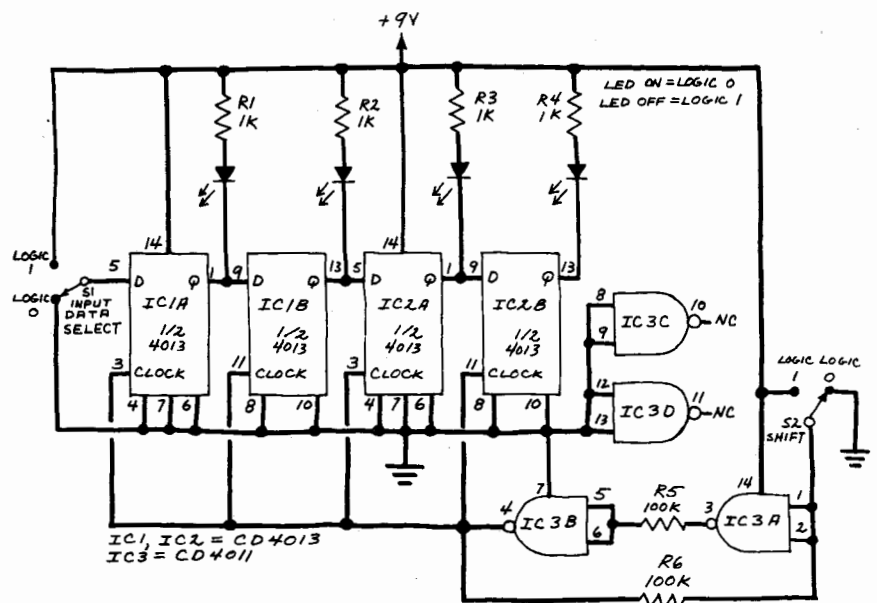 +9V
R1
1K
R2
1K
R3
1K
R4
1K
LED ON = LOGIC 0
LED OFF = LOGIC 1
LOGIC
1
LOGIC
0
S1
INPUT
DATA
SELECT
14
5 D Q 1
IC1A
1/2
4013
3 CLOCK
4 7 6
9 D 13
IC1B
1/2
4013
11 CLOCK
8 10
14
5 D Q 1
IC2A
1/2
4013
3 CLOCK
4 7 6
9 D Q 13
IC2B
1/2
4013
11 CLOCK
8 10
8
9
IC3C
10
NC
12
13
IC3D
11
NC
LOGIC LOGIC
1 0
S2
SHIFT
14
1
2
IC3A
3
R5
100K
7
5
6
IC3B
4
R6
100K
IC1, IC2 = CD4013
IC3 = CD4011